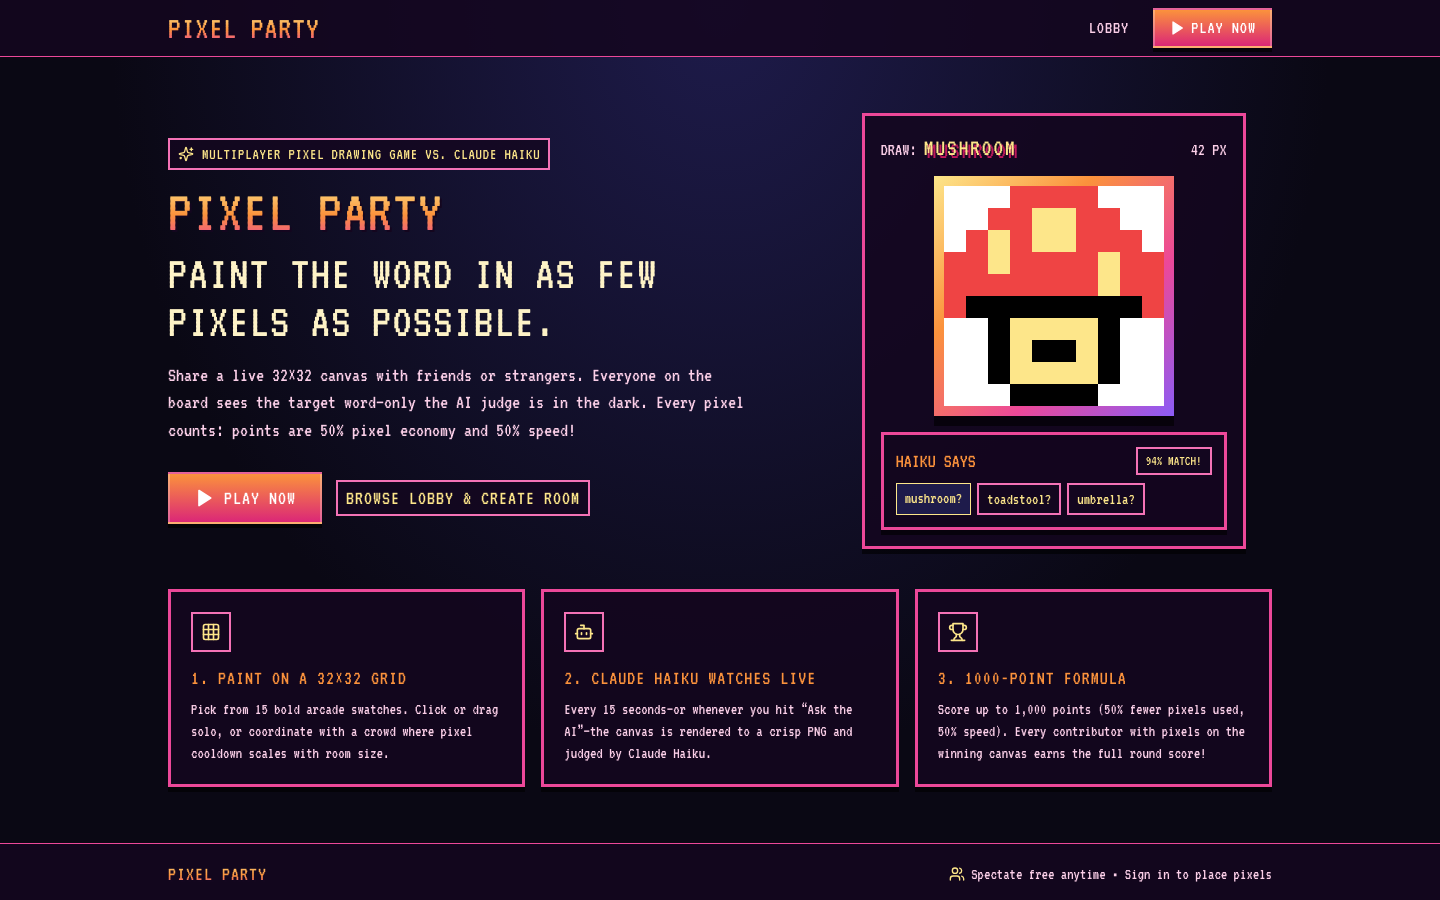 PIXEL PARTY
LOBBY
PLAY NOW
MULTIPLAYER PIXEL DRAWING GAME VS. CLAUDE HAIKU
PIXEL PARTY
PAINT THE WORD IN AS FEW
PIXELS AS POSSIBLE.
Share a live 32X32 canvas with friends or strangers. Everyone on the
board sees the target word—only the AI judge is in the dark. Every pixel
counts: points are 50% pixel economy and 50% speed!
PLAY NOW
BROWSE LOBBY & CREATE ROOM
DRAW: MUSHROOM
42 PX
HAIKU SAYS
94% MATCH!
mushroom?
toadstool?
umbrella?
1. PAINT ON A 32X32 GRID
Pick from 15 bold arcade swatches. Click or drag
solo, or coordinate with a crowd where pixel
cooldown scales with room size.
2. CLAUDE HAIKU WATCHES LIVE
Every 15 seconds—or whenever you hit “Ask the
AI”—the canvas is rendered to a crisp PNG and
judged by Claude Haiku.
3. 1000-POINT FORMULA
Score up to 1,000 points (50% fewer pixels used,
50% speed). Every contributor with pixels on the
winning canvas earns the full round score!
PIXEL PARTY
Spectate free anytime • Sign in to place pixels